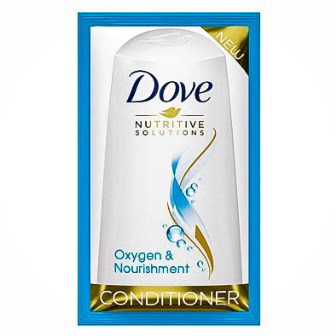 NEW
Dove
NUTRITIVE
SOLUTIONS
Oxygen &
Nourishment
CONDITIONER